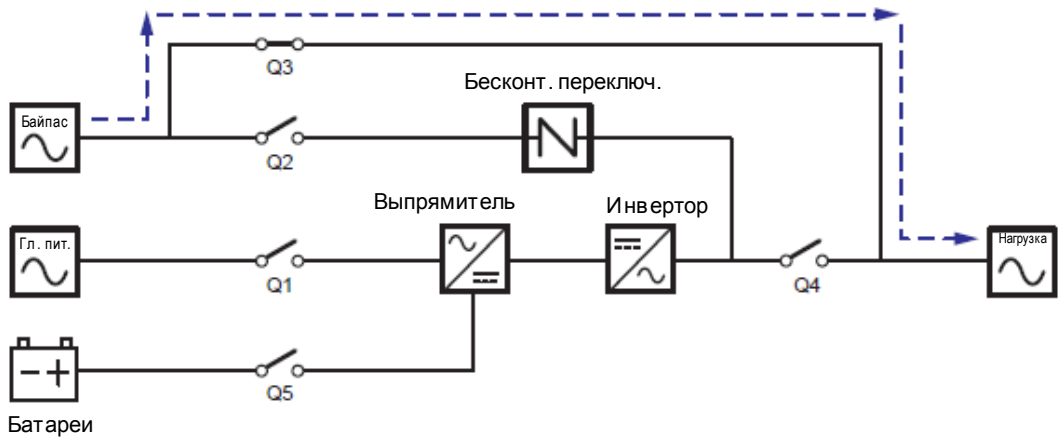 Q3
Бесконт. переключ.
Байпас
Q2
Выпрямитель
Инвертор
Гл. пит.
Нагрузка
Q1
Q4
Q5
Батареи